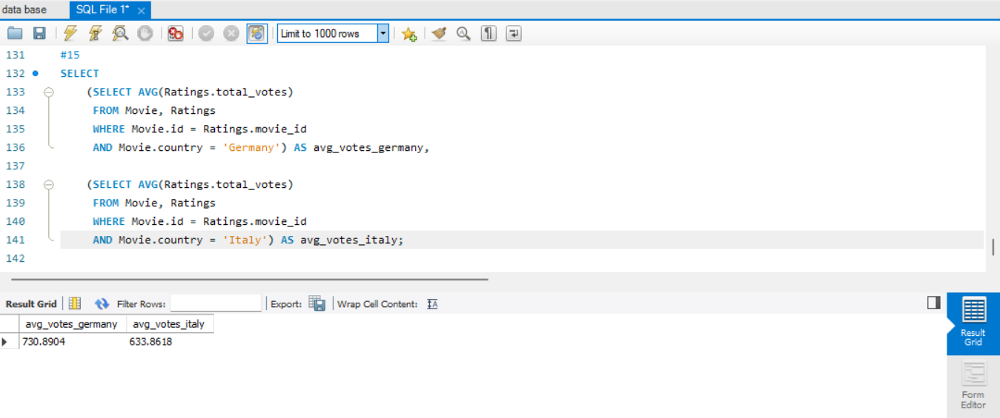 data base SQL File 1* ×
Limit to 1000 rows
131 #15
132 SELECT
133 (SELECT AVG(Ratings.total_votes)
134 FROM Movie, Ratings
135 WHERE Movie.id = Ratings.movie_id
136 AND Movie.country = 'Germany') AS avg_votes_germany,
137
138 (SELECT AVG(Ratings.total_votes)
139 FROM Movie, Ratings
140 WHERE Movie.id = Ratings.movie_id
141 AND Movie.country = 'Italy') AS avg_votes_italy;
142
Result Grid Filter Rows: Export: Wrap Cell Content: IA
avg_votes_germany avg_votes_italy
730.8904 633.8618
Result
Grid
Form
Editor